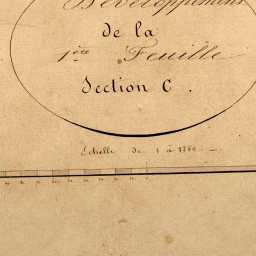 Développement
de la
1ère Feuille
Section C.
Echelle de 1 à 1250.